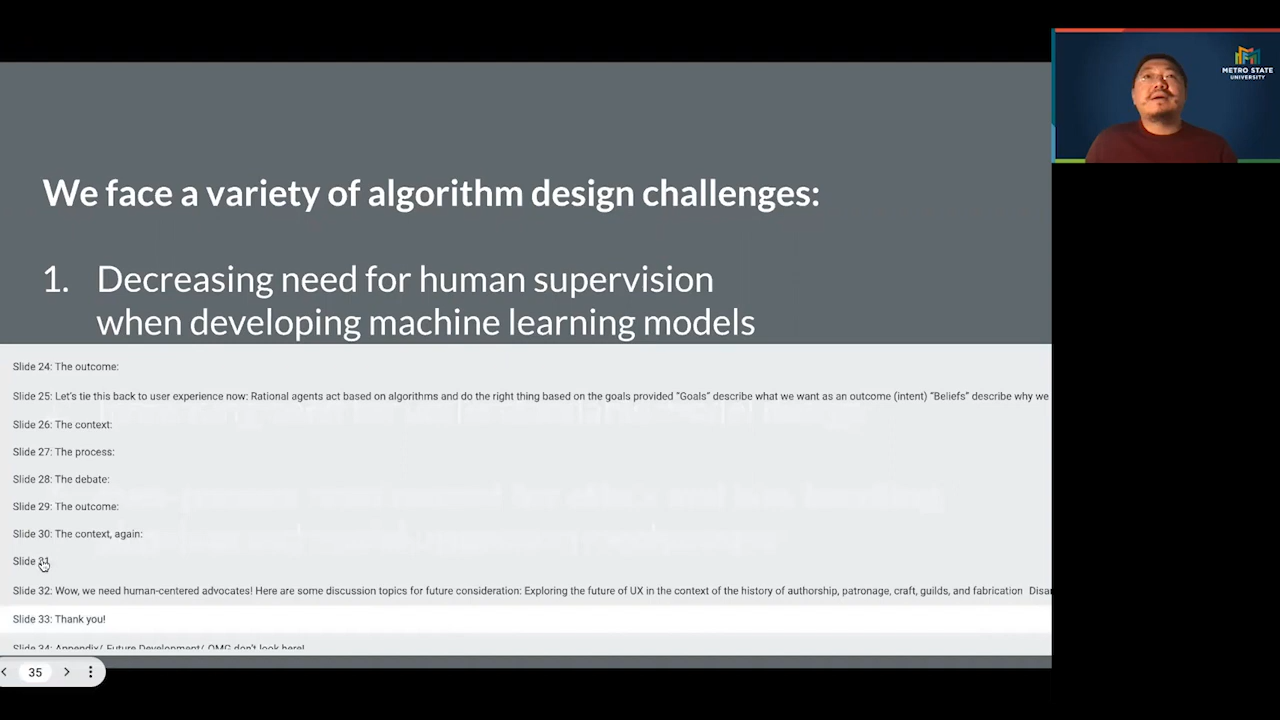 METRO STATE
UNIVERSITY
We face a variety of algorithm design challenges:
1. Decreasing need for human supervision
when developing machine learning models
Slide 24: The outcome:
Slide 25: Let's tie this back to user experience now: Rational agents act based on algorithms and do the right thing based on the goals provided "Goals" describe what we want as an outcome (intent) "Beliefs" describe why we
Slide 26: The context:
Slide 27: The process:
Slide 28: The debate:
Slide 29: The outcome:
Slide 30: The context, again:
Slide 31
Slide 32: Wow, we need human-centered advocates! Here are some discussion topics for future consideration: Exploring the future of UX in the context of the history of authorship, patronage, craft, guilds, and fabrication Disar
Slide 33: Thank you!
Slide 34: Appendix/ Future Development/ OMG don't look here!
35